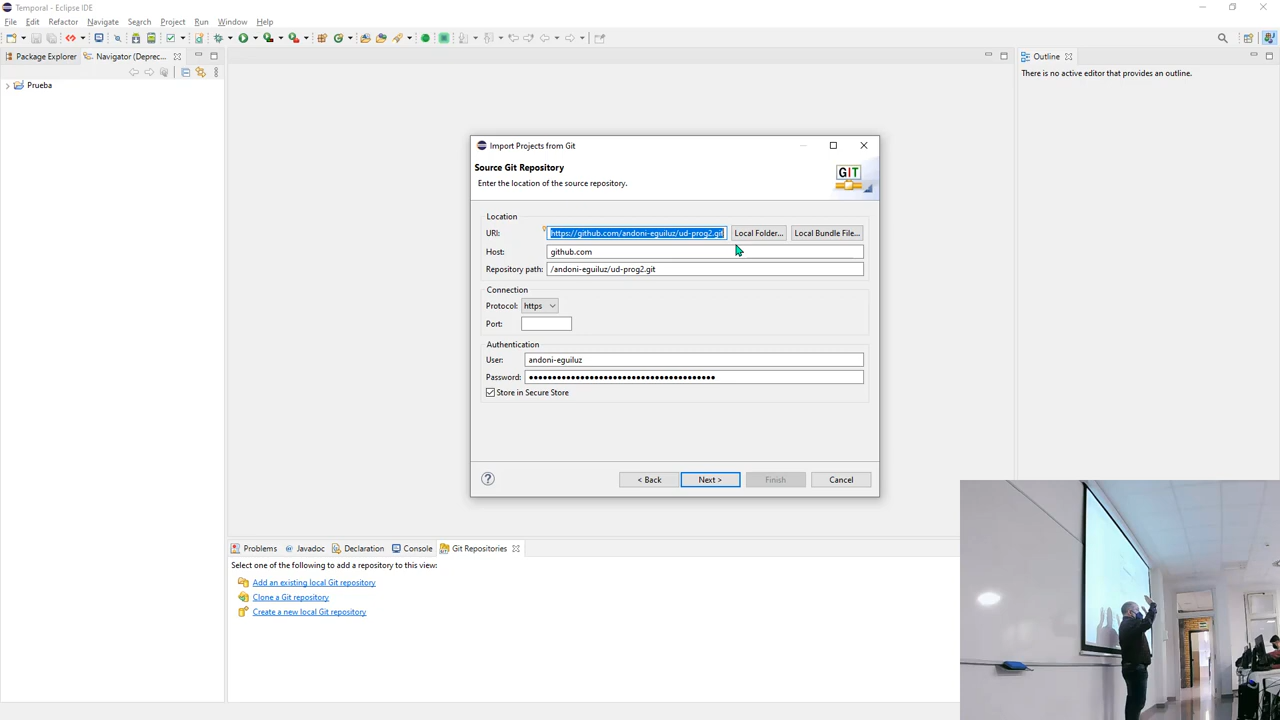 Temporal - Eclipse IDE
File Edit Refactor Navigate Search Project Run Window Help
Package Explorer
Navigator (Deprec...
Outline
Prueba
There is no active editor that provides an outline.
Import Projects from Git
Source Git Repository
Enter the location of the source repository.
GIT
Location
URI: https://github.com/andoni-eguiluz/ud-prog2.git Local Folder... Local Bundle File...
Host: github.com
Repository path: /andoni-eguiluz/ud-prog2.git
Connection
Protocol: https
Port:
Authentication
User: andoni-eguiluz
Password: ●●●●●●●●●●●●●●●●●●●●●●●●●●●●●●●●●●●●●●●●
Store in Secure Store
< Back Next > Finish Cancel
Problems Javadoc Declaration Console Git Repositories
Select one of the following to add a repository to this view:
Add an existing local Git repository
Clone a Git repository
Create a new local Git repository